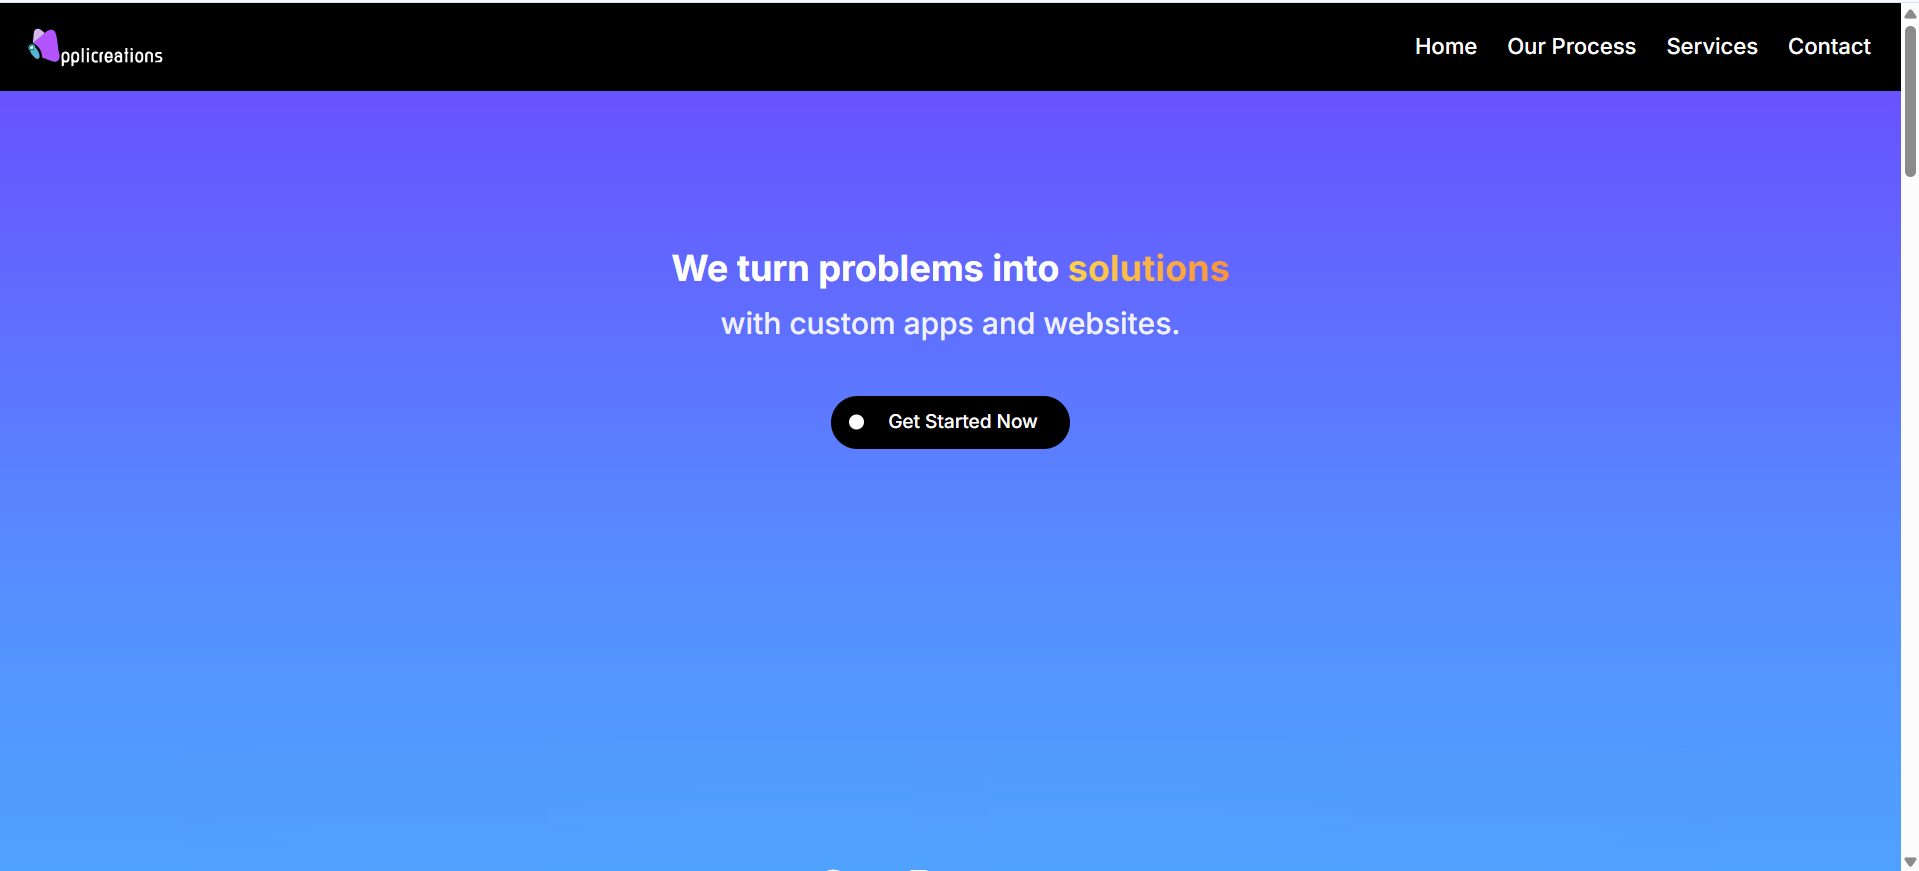 pplicreations
Home Our Process Services Contact
We turn problems into solutions
with custom apps and websites.
Get Started Now